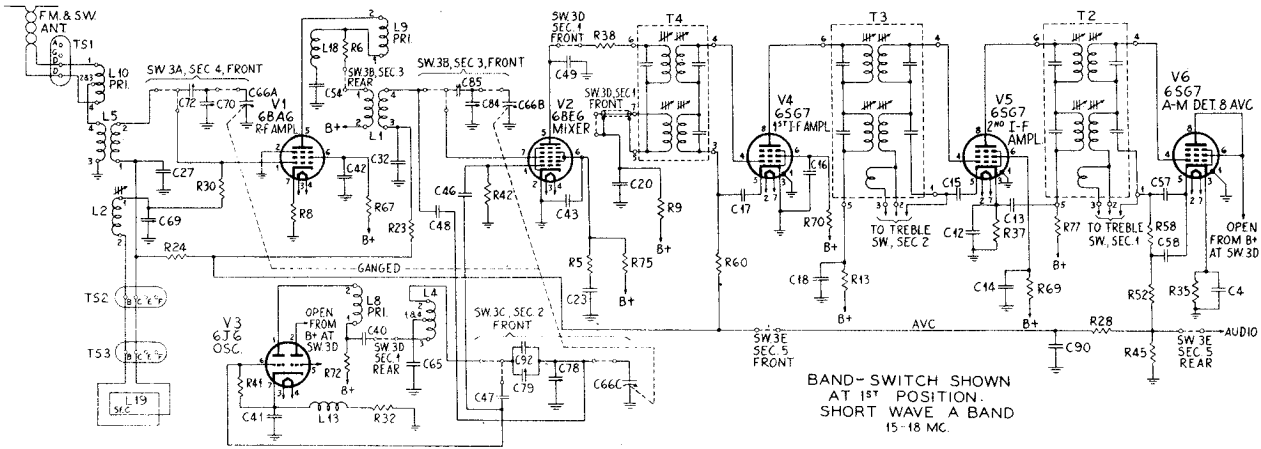 F.M. & SW.
ANT.
TS1
A
G
D
D
L10
PRI.
L5
L2
C69
R24
TS2
B C E F
TS3
B C E F
L19
S F C
SW.3A, SEC 4, FRONT
C66A
C72
C70
C27
R30
V1
6BA6
R-F AMPL.
R8
C42
R67
B+
L18
R6
L9
PRI.
SW.3B, SEC.3
REAR
C54
B+
L1
C32
R23
SW.3B, SEC 3, FRONT
C85
C84
C66B
C46
R42
C48
GANGED
V2
6BE6
MIXER
C43
R5
C23
R75
B+
SW.3D
SEC. 1
FRONT
R38
C49
SW.3D, SEC. 1
FRONT
C20
R9
B+
T4
R60
C17
V4
6SG7
1ST I-F AMPL.
C16
R70
B+
C18
R13
B+
T3
TO TREBLE
SW, SEC 2
C15
V5
6SG7
2ND I-F
AMPL.
C12
C13
R37
C14
R69
B+
T2
R77
B+
TO TREBLE
SW, SEC. 1
C57
R58
C58
V6
6SG7
A-M DET. & AVC
OPEN
FROM B+
AT SW.3D
R52
R35
C4
V3
6J6
OSC.
OPEN
FROM
B+ AT
SW.3D
L8
PRI.
L4
1&6
C40
SW.3D
SEC. 1
REAR
R72
B+
C65
R41
C41
L13
R32
SW.3C, SEC. 2
FRONT
C92
C79
C78
C66C
C47
SW.3E
SEC. 5
FRONT
AVC
C90
R28
R45
SW.3E
SEC. 5
REAR
AUDIO
BAND-SWITCH SHOWN
AT 1ST POSITION.
SHORT WAVE A BAND
15-18 MC.